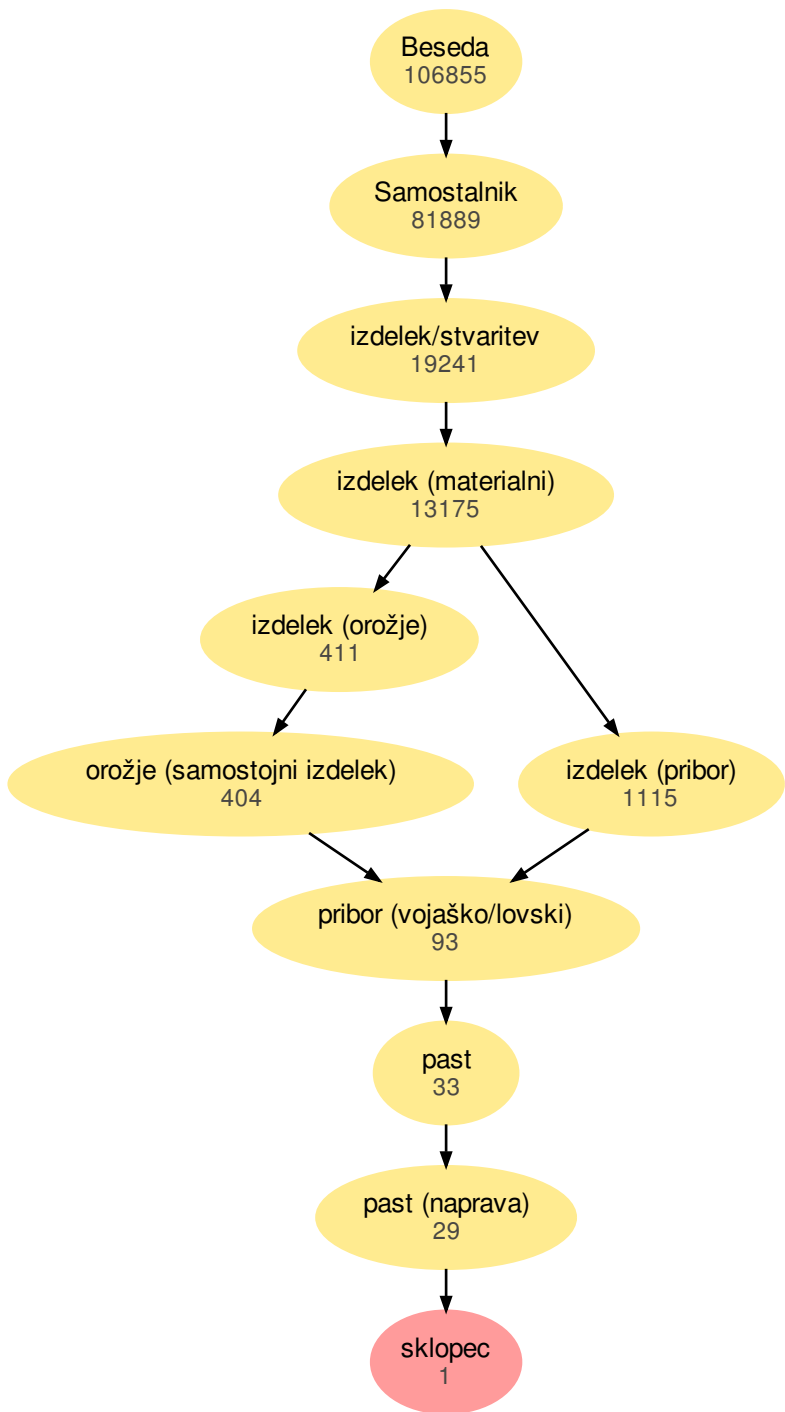 Beseda
106855
Samostalnik
81889
izdelek/stvaritev
19241
izdelek (materialni)
13175
izdelek (orožje)
411
orožje (samostojni izdelek)
404
izdelek (pribor)
1115
pribor (vojaško/lovski)
93
past
33
past (naprava)
29
sklopec
1